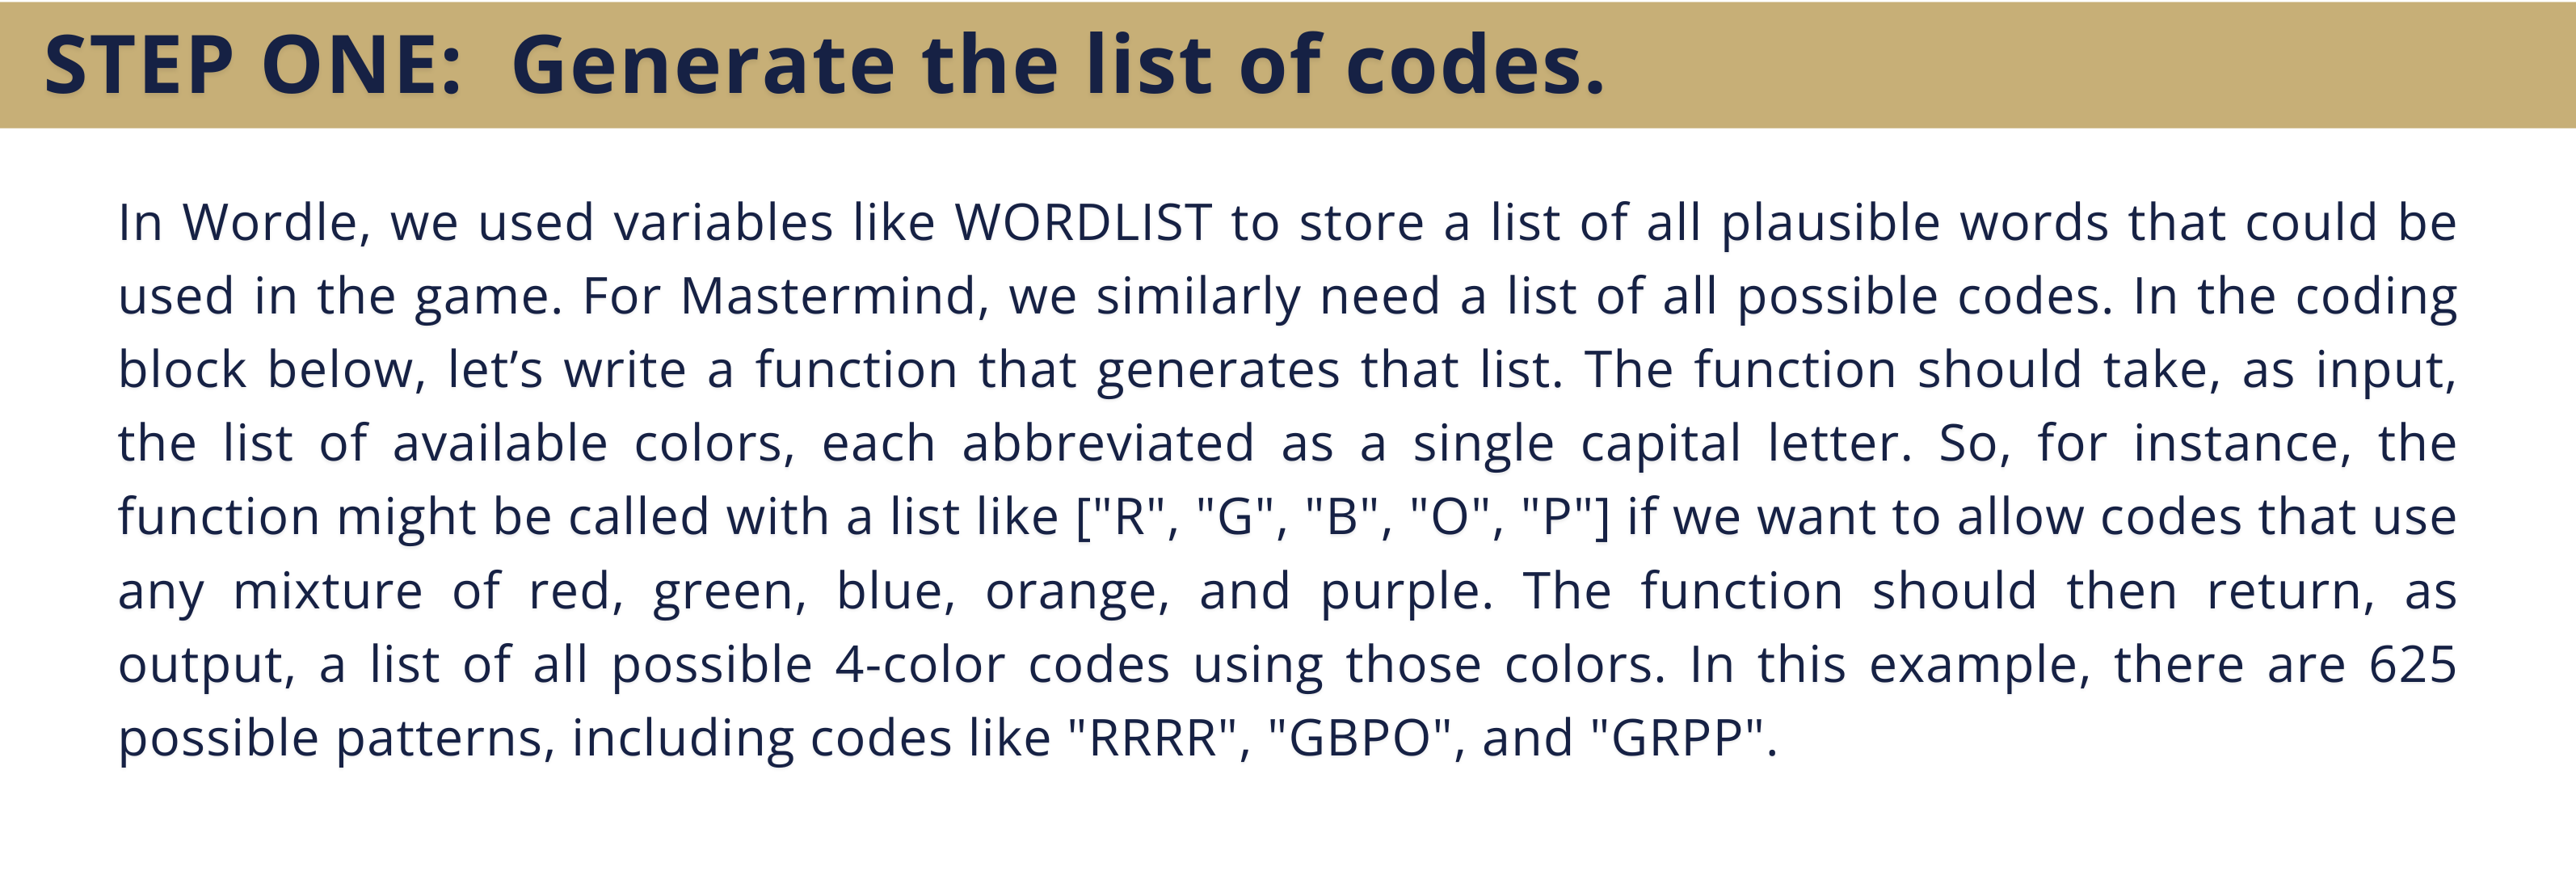 STEP ONE: Generate the list of codes.
In Wordle, we used variables like WORDLIST to store a list of all plausible words that could be
used in the game. For Mastermind, we similarly need a list of all possible codes. In the coding
block below, let’s write a function that generates that list. The function should take, as input,
the list of available colors, each abbreviated as a single capital letter. So, for instance, the
function might be called with a list like ["R", "G", "B", "O", "P"] if we want to allow codes that use
any mixture of red, green, blue, orange, and purple. The function should then return, as
output, a list of all possible 4-color codes using those colors. In this example, there are 625
possible patterns, including codes like "RRRR", "GBPO", and "GRPP".